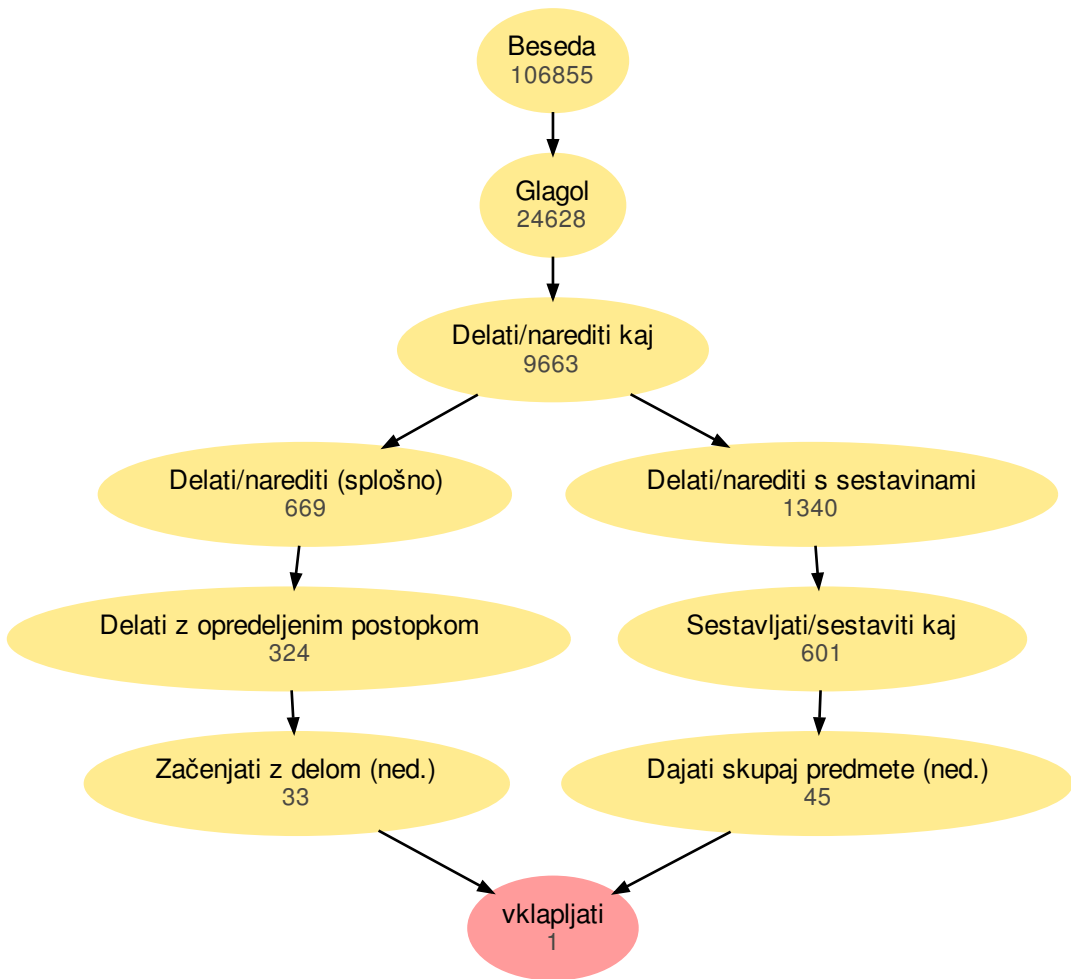 Beseda
106855
Glagol
24628
Delati/narediti kaj
9663
Delati/narediti (splošno)
669
Delati/narediti s sestavinami
1340
Delati z opredeljenim postopkom
324
Sestavljati/sestaviti kaj
601
Začenjati z delom (ned.)
33
Dajati skupaj predmete (ned.)
45
vklapljati
1